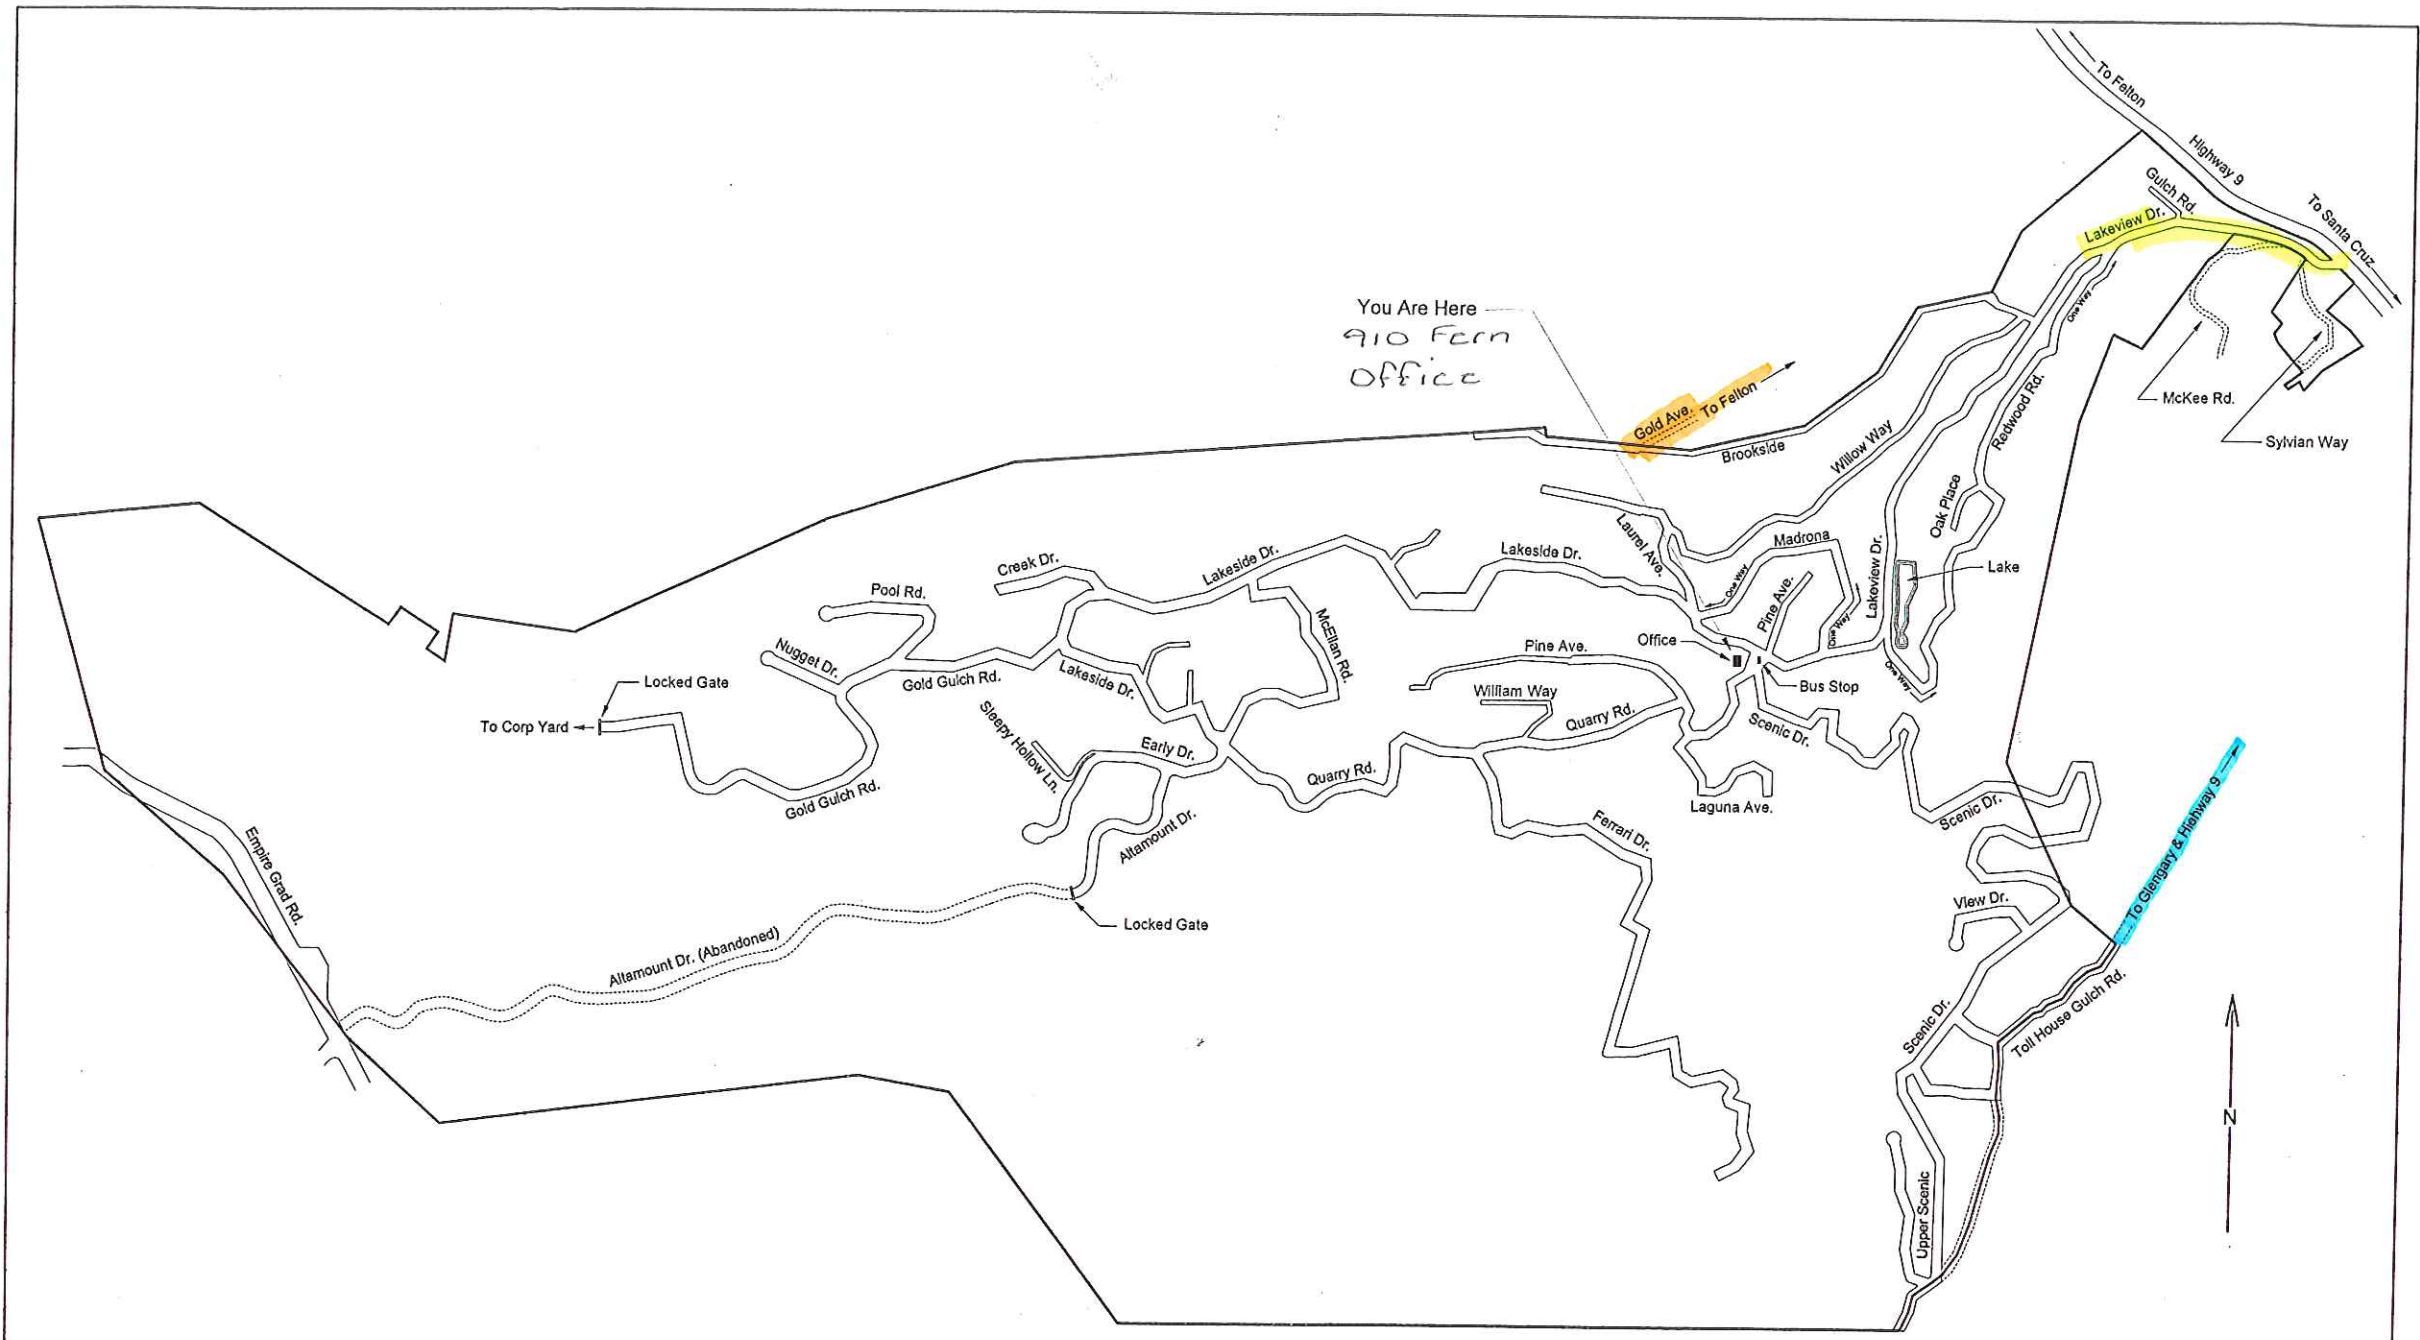 To Felton
Highway 9
Gulch Rd.
To Santa Cruz
Lakeview Dr.
One Way
You Are Here
910 Fern
Office
Gold Ave.
To Felton
McKee Rd.
Sylvian Way
Redwood Rd.
Brookside
Willow Way
Oak Place
Laurel Ave.
Madrona
Lakeside Dr.
Lakeside Dr.
Creek Dr.
Lake
One Way
Pine Ave.
Lakeview Dr.
Pool Rd.
McEllan Rd.
One Way
Office
Pine Ave.
Nugget Dr.
Locked Gate
Gold Gulch Rd.
Lakeside Dr.
One Way
Bus Stop
William Way
To Corp Yard
Sleepy Hollow Ln.
Quarry Rd.
Scenic Dr.
Early Dr.
Quarry Rd.
Gold Gulch Rd.
Laguna Ave.
Scenic Dr.
Altamount Dr.
Ferrari Dr.
To Glengary & Hiehway 9
Empire Grad Rd.
View Dr.
Locked Gate
Altamount Dr. (Abandoned)
Scenic Dr.
Toll House Gulch Rd.
N
Upper Scenic